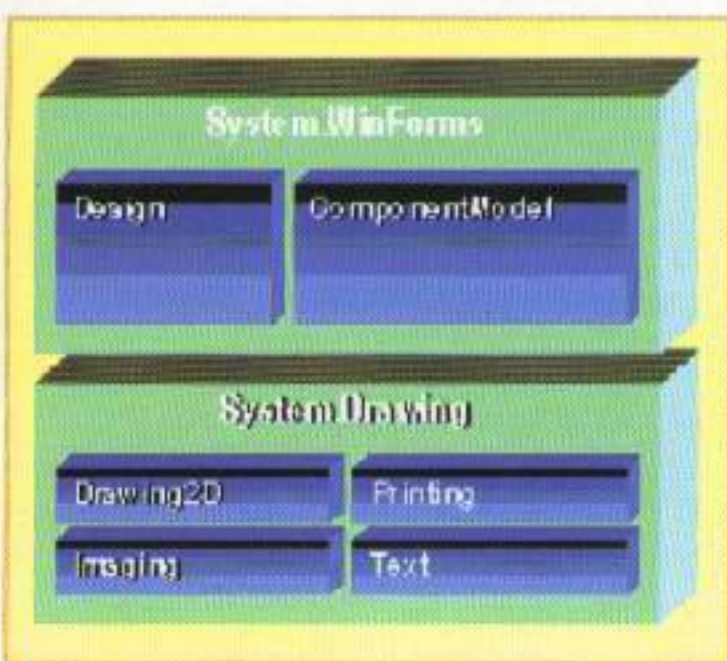 System.WinForms
Design
ComponentModel
System.Drawing
Drawing2D
Printing
Imaging
Text